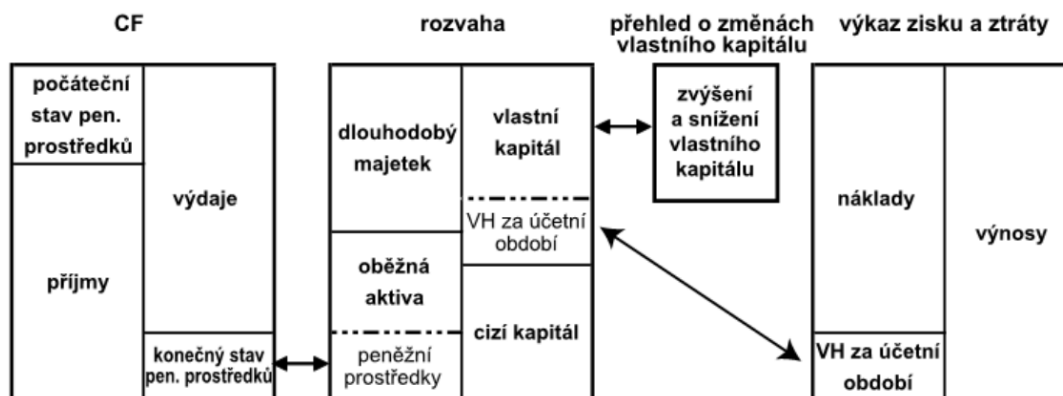 CF
rozvaha
přehled o změnách
vlastního kapitálu
výkaz zisku a ztráty
počáteční
stav pen.
prostředků
příjmy
výdaje
konečný stav
pen. prostředků
dlouhodobý
majetek
oběžná
aktiva
peněžní
prostředky
vlastní
kapitál
VH za účetní
období
cizí kapitál
zvýšení
a snížení
vlastního
kapitálu
náklady
VH za účetní
období
výnosy